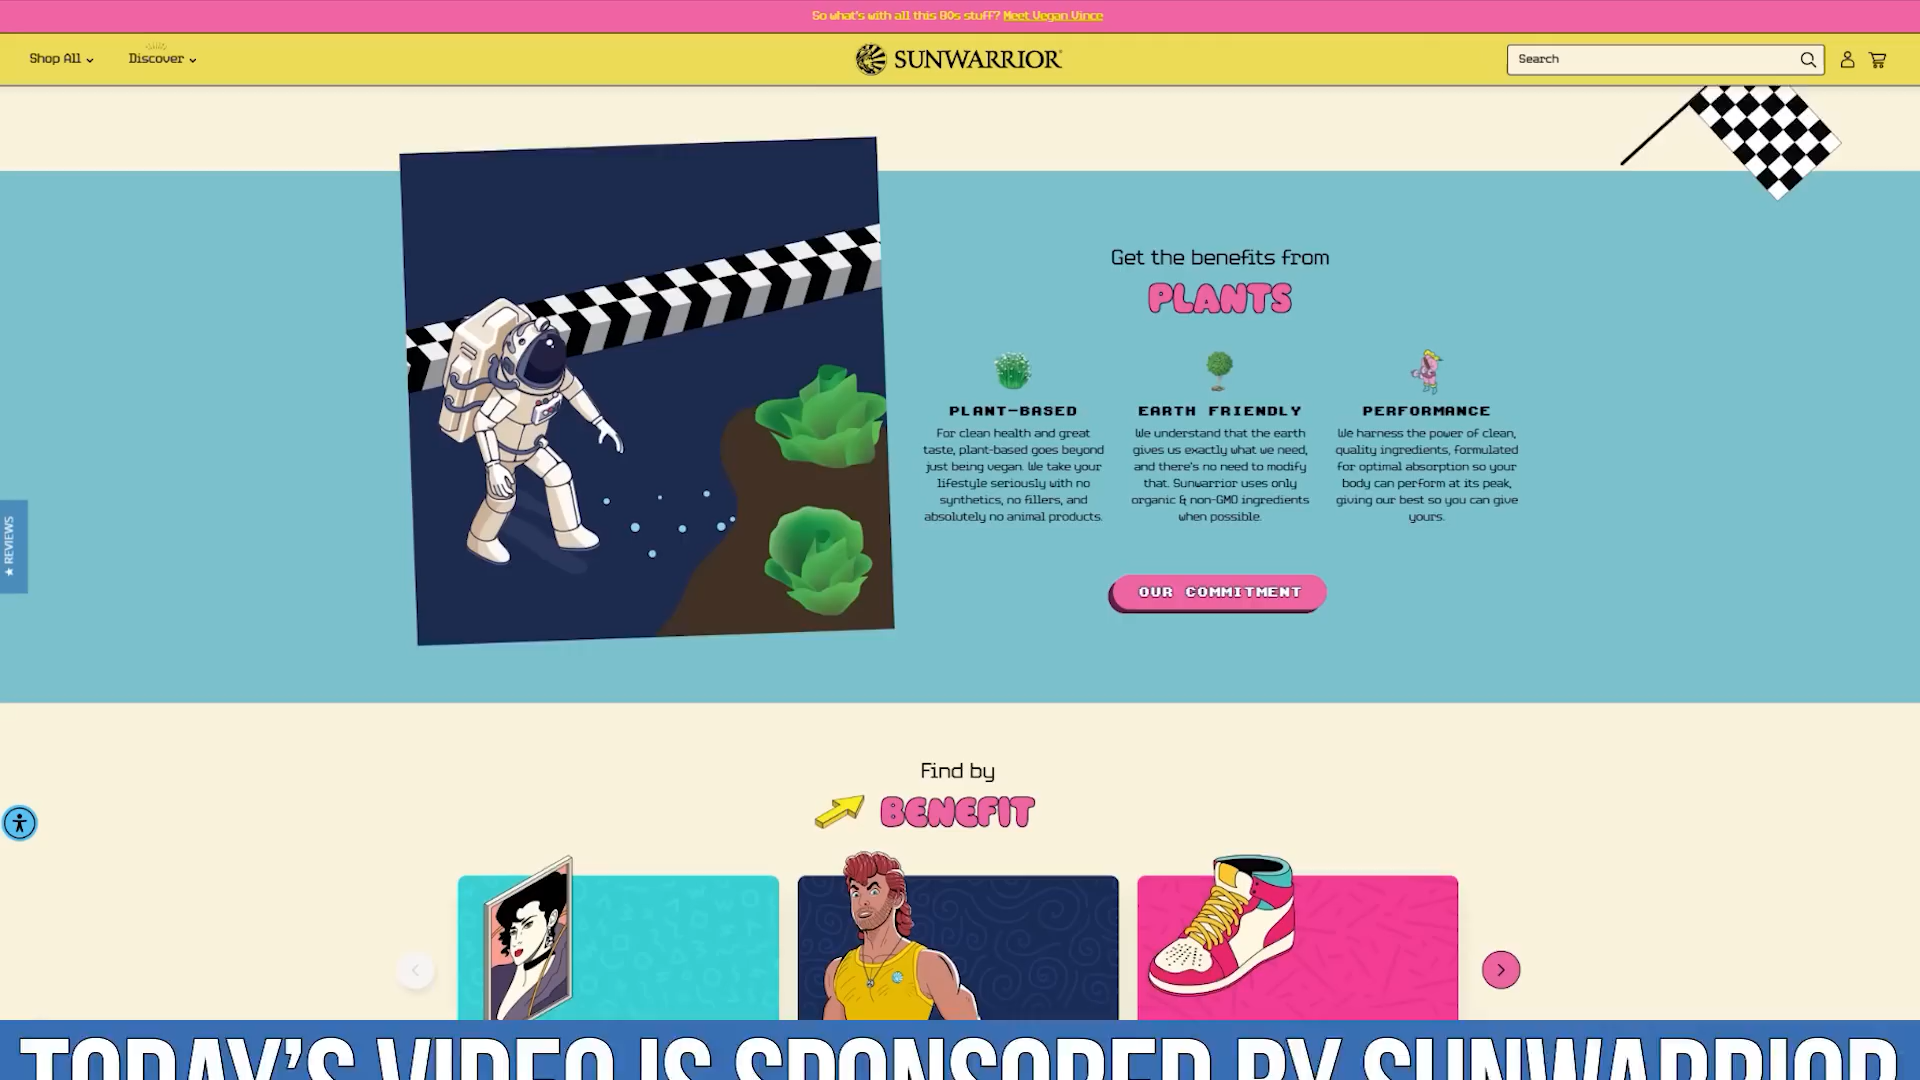 So what's with all this 80s stuff? Meet Vegan Vince
Shop All
Discover
SUNWARRIOR
Search
Get the benefits from
PLANTS
PLANT-BASED
For clean health and great
taste, plant-based goes beyond
just being vegan. We take your
lifestyle seriously with no
synthetics, no fillers, and
absolutely no animal products.
EARTH FRIENDLY
We understand that the earth
gives us exactly what we need,
and there's no need to modify
that. Sunwarrior uses only
organic & non-GMO ingredients
when possible.
PERFORMANCE
We harness the power of clean,
quality ingredients, formulated
for optimal absorption so your
body can perform at its peak,
giving our best so you can give
yours.
OUR COMMITMENT
★ REVIEWS
Find by
BENEFIT
TODAY'S VIDEO IS SPONSORED BY SUNWARRIOR